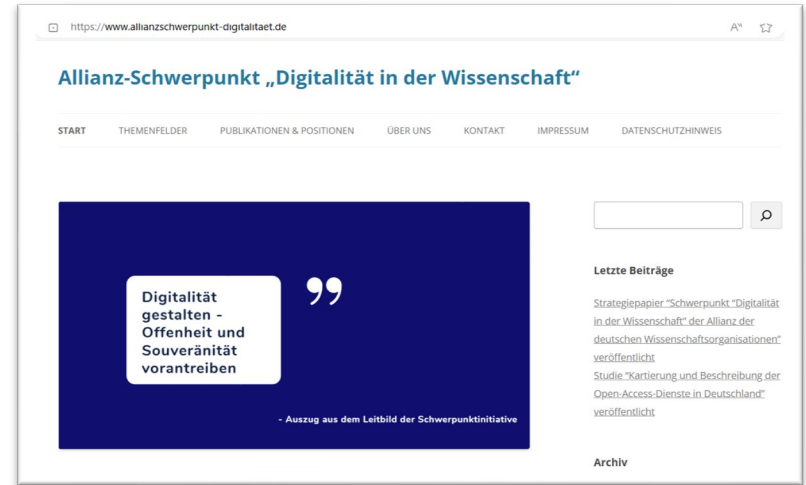 https://www.allianzschwerpunkt-digitalitaet.de
Allianz-Schwerpunkt „Digitalität in der Wissenschaft“
START THEMENFELDER PUBLIKATIONEN & POSITIONEN ÜBER UNS KONTAKT IMPRESSUM DATENSCHUTZHINWEIS
Digitalität
gestalten -
Offenheit und
Souveränität
vorantreiben
”
- Auszug aus dem Leitbild der Schwerpunktinitiative
Letzte Beiträge
Strategiepapier “Schwerpunkt “Digitalität
in der Wissenschaft” der Allianz der
deutschen Wissenschaftsorganisationen”
veröffentlicht
Studie “Kartierung und Beschreibung der
Open-Access-Dienste in Deutschland”
veröffentlicht
Archiv